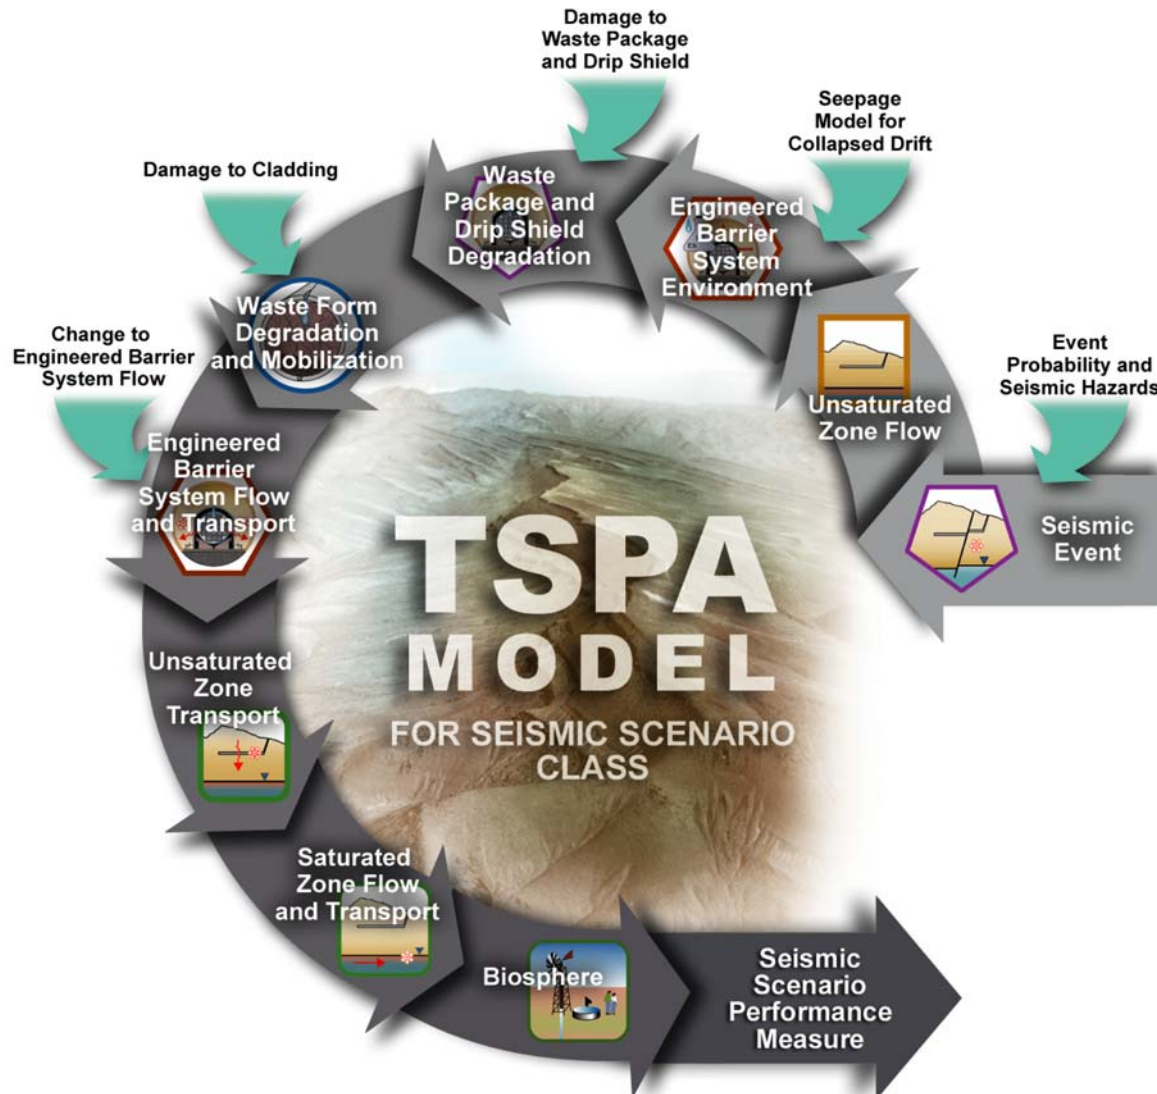 Damage to
Waste Package
and Drip Shield
Seepage
Model for
Collapsed Drift
Damage to Cladding
Waste
Package and
Drip Shield
Degradation
Engineered
Barrier
System
Environment
Change to
Engineered Barrier
System Flow
Waste Form
Degradation
and Mobilization
Event
Probability and
Seismic Hazards
Unsaturated
Zone Flow
Engineered
Barrier
System Flow
and Transport
Seismic
Event
TSPA
MODEL
FOR SEISMIC SCENARIO
CLASS
Unsaturated
Zone
Transport
Saturated
Zone Flow
and Transport
Biosphere
Seismic
Scenario
Performance
Measure